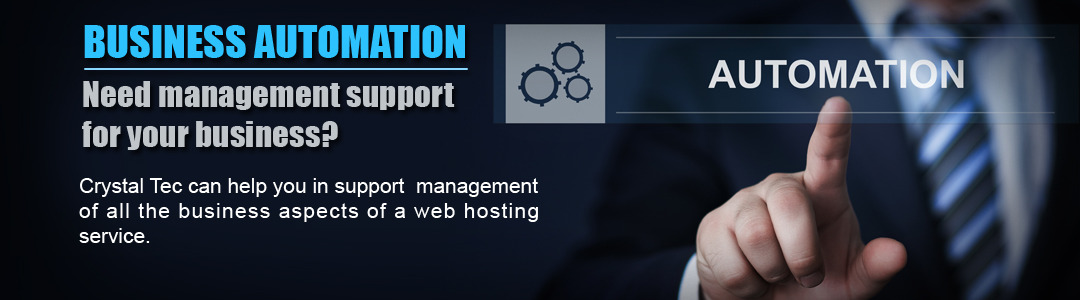 BUSINESS AUTOMATION
Need management support
for your business?
Crystal Tec can help you in support  management
of all the business aspects of a web hosting
service.
AUTOMATION